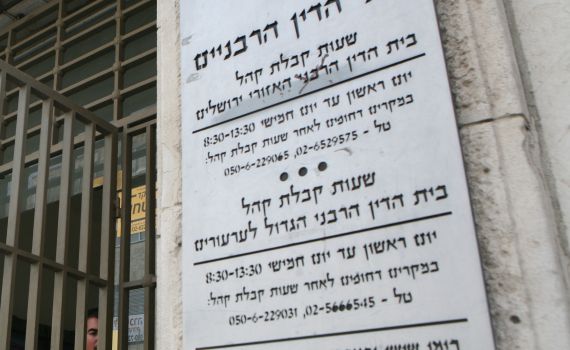 הדין הרבניים
שעות קבלת קהל
בית הדין הרבני האזורי ירושלים
יום ראשון עד יום חמישי 8:30-13:30
במקרים דחופים לאחר שעות קבלת קהל:
טל - 02-6529575, 050-6-229065
שעות קבלת קהל
בית הדין הרבני הגדול לערעורים
יום ראשון עד יום חמישי 8:30-13:30
במקרים דחופים לאחר שעות קבלת קהל:
טל - 02-5666545, 050-6-229031